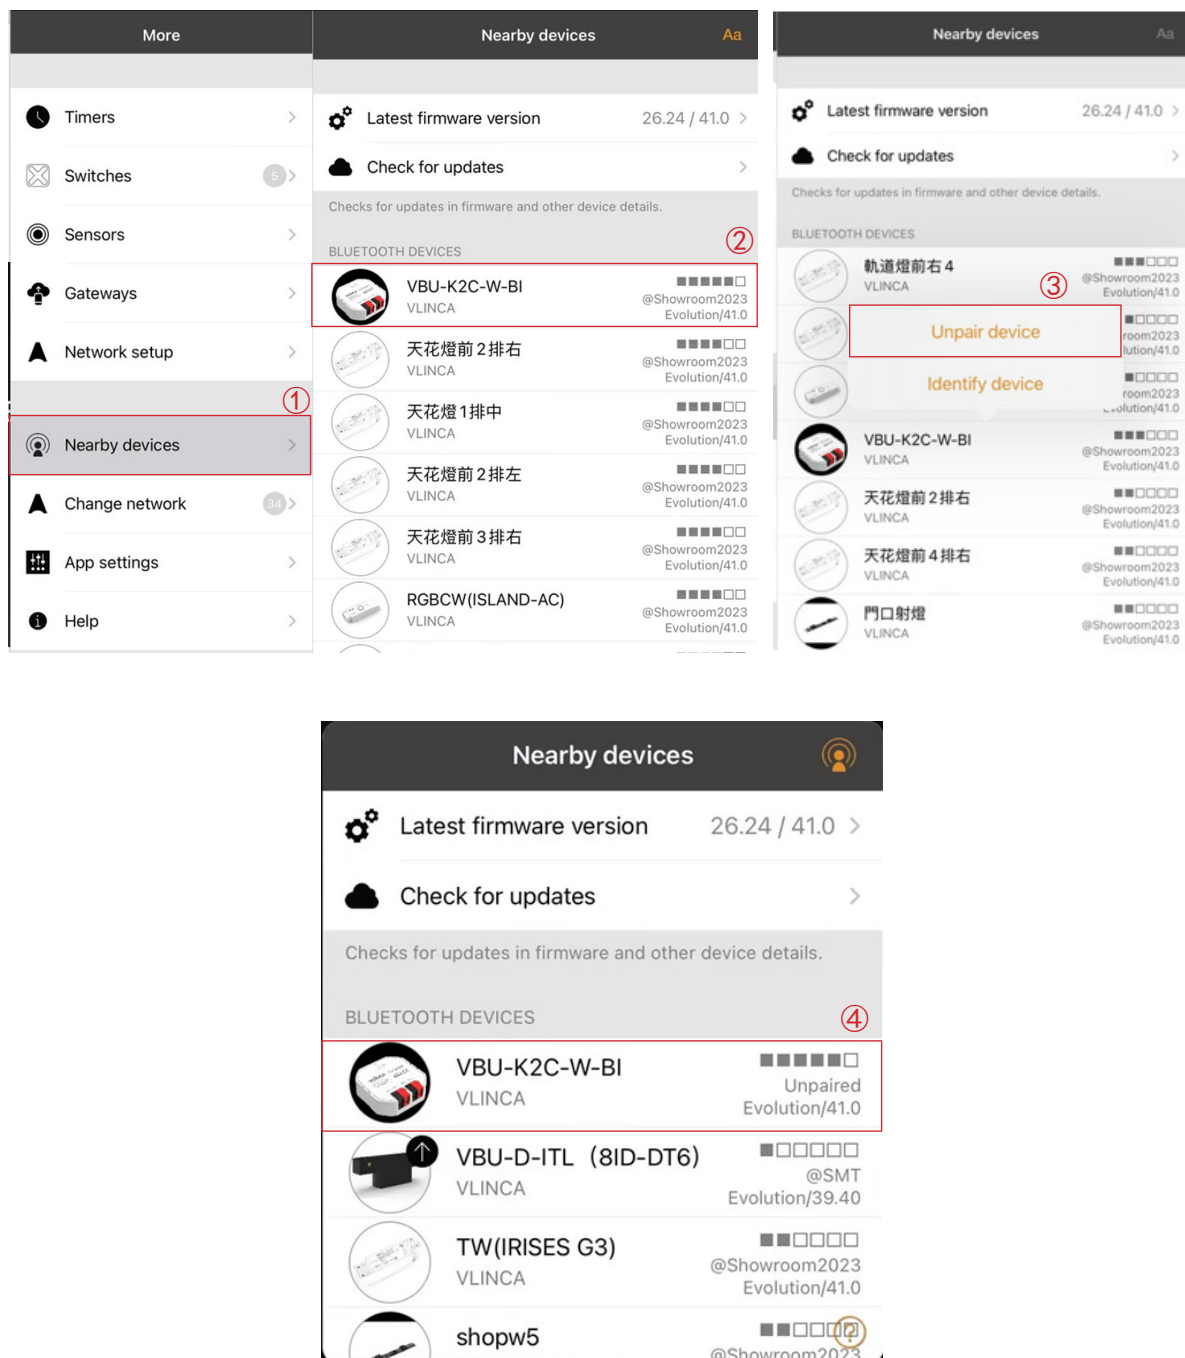 More
Timers
Switches 5
Sensors
Gateways
Network setup
①
Nearby devices
Change network 34
App settings
Help
Nearby devices Aa
Latest firmware version 26.24 / 41.0
Check for updates
Checks for updates in firmware and other device details.
②
BLUETOOTH DEVICES
VBU-K2C-W-BI
VLINCA
@Showroom2023
Evolution/41.0
天花燈前2排右
VLINCA
@Showroom2023
Evolution/41.0
天花燈1排中
VLINCA
@Showroom2023
Evolution/41.0
天花燈前2排左
VLINCA
@Showroom2023
Evolution/41.0
天花燈前3排右
VLINCA
@Showroom2023
Evolution/41.0
RGBCW(ISLAND-AC)
VLINCA
@Showroom2023
Evolution/41.0
Nearby devices Aa
Latest firmware version 26.24 / 41.0
Check for updates
Checks for updates in firmware and other device details.
BLUETOOTH DEVICES
軌道燈前右4
VLINCA
@Showroom2023
Evolution/41.0
③
Unpair device
room2023
lution/41.0
Identify device
room2023
olution/41.0
VBU-K2C-W-BI
VLINCA
@Showroom2023
Evolution/41.0
天花燈前2排右
VLINCA
@Showroom2023
Evolution/41.0
天花燈前4排右
VLINCA
@Showroom2023
Evolution/41.0
門口射燈
VLINCA
@Showroom2023
Evolution/41.0
Nearby devices
Latest firmware version 26.24 / 41.0
Check for updates
Checks for updates in firmware and other device details.
BLUETOOTH DEVICES
④
VBU-K2C-W-BI
VLINCA
Unpaired
Evolution/41.0
VBU-D-ITL（8ID-DT6)
VLINCA
@SMT
Evolution/39.40
TW(IRISES G3)
VLINCA
@Showroom2023
Evolution/41.0
shopw5
@Showroom2023
?